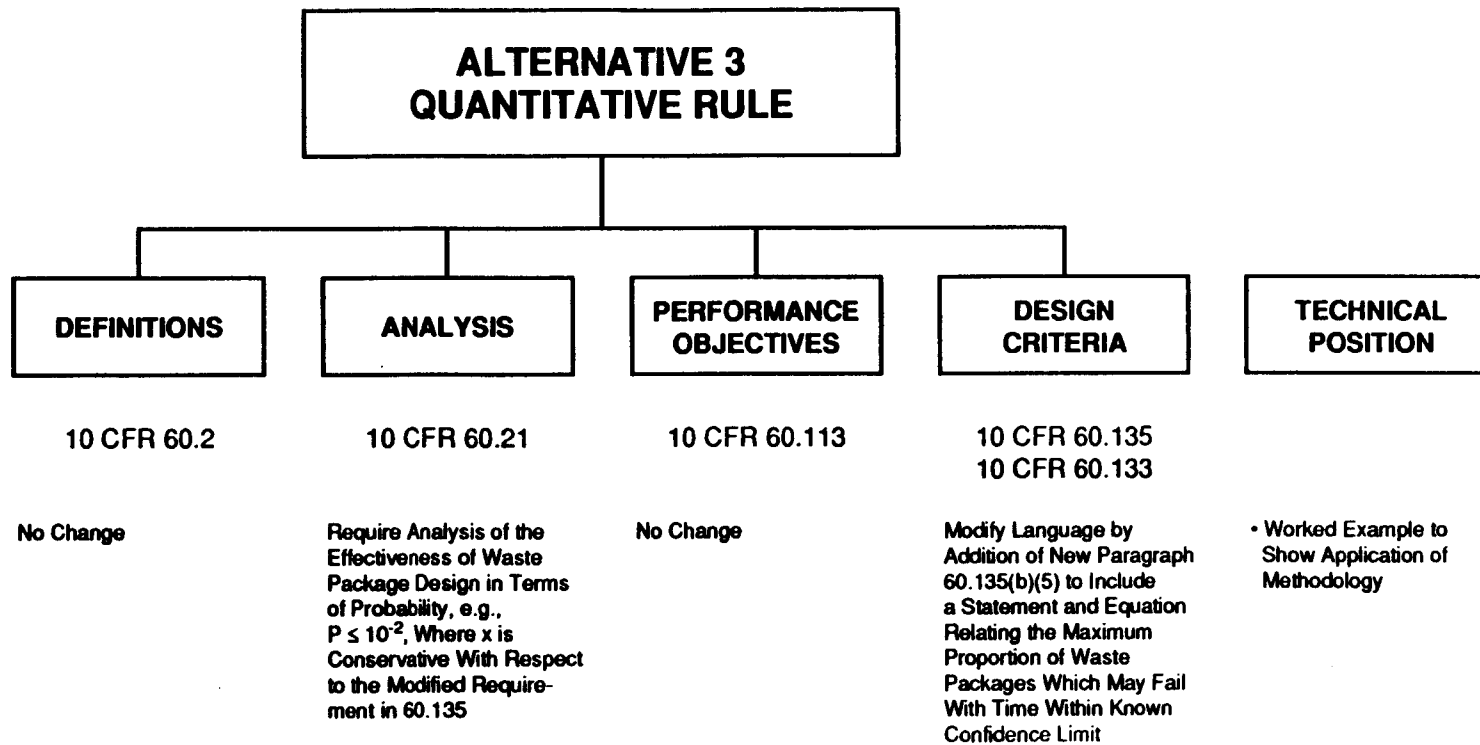 ALTERNATIVE 3
QUANTITATIVE RULE
DEFINITIONS
10 CFR 60.2
No Change
ANALYSIS
10 CFR 60.21
Require Analysis of the
Effectiveness of Waste
Package Design in Terms
of Probability, e.g.,
P ≤ 10⁻², Where x is
Conservative With Respect
to the Modified Require-
ment in 60.135
PERFORMANCE
OBJECTIVES
10 CFR 60.113
No Change
DESIGN
CRITERIA
10 CFR 60.135
10 CFR 60.133
Modify Language by
Addition of New Paragraph
60.135(b)(5) to Include
a Statement and Equation
Relating the Maximum
Proportion of Waste
Packages Which May Fail
With Time Within Known
Confidence Limit
TECHNICAL
POSITION
• Worked Example to
Show Application of
Methodology